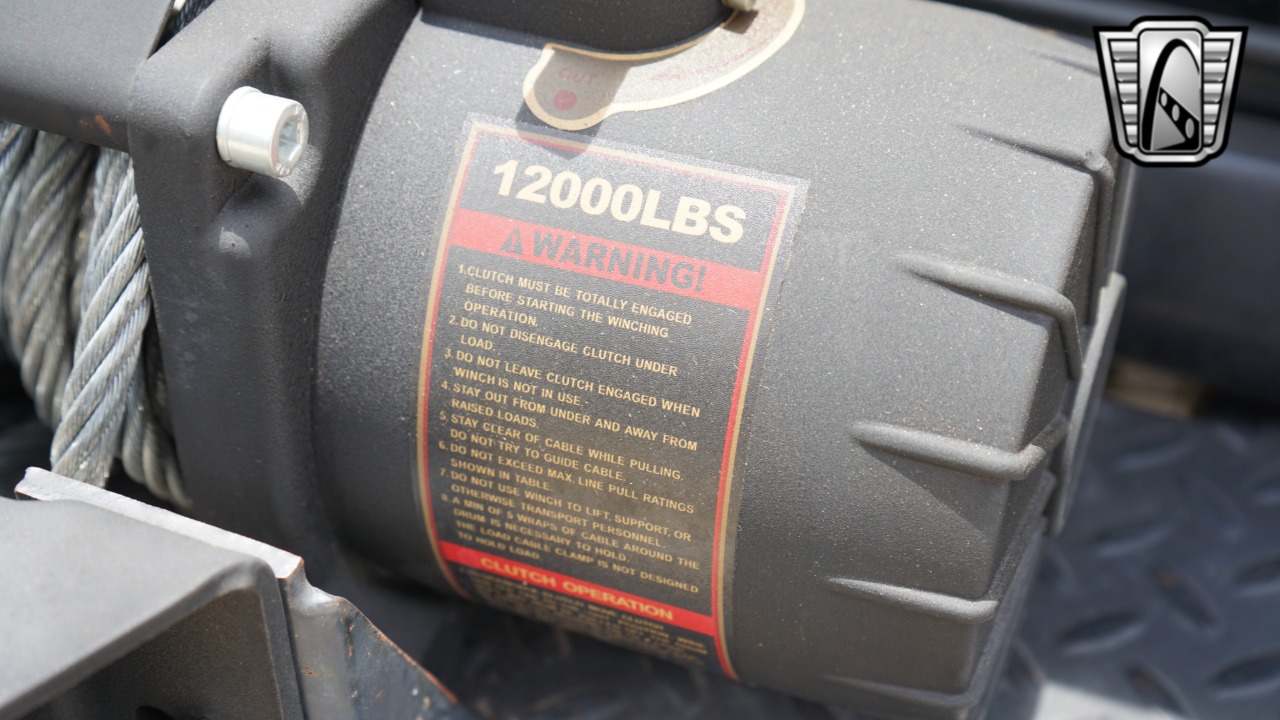 OUT
12000LBS
WARNING!
1.CLUTCH MUST BE TOTALLY ENGAGED
BEFORE STARTING THE WINCHING
OPERATION.
2.DO NOT DISENGAGE CLUTCH UNDER
LOAD.
3.DO NOT LEAVE CLUTCH ENGAGED WHEN
WINCH IS NOT IN USE.
4.STAY OUT FROM UNDER AND AWAY FROM
RAISED LOADS.
5.STAY CLEAR OF CABLE WHILE PULLING.
DO NOT TRY TO GUIDE CABLE.
6.DO NOT EXCEED MAX. LINE PULL RATINGS
SHOWN IN TABLE.
7.DO NOT USE WINCH TO LIFT, SUPPORT, OR
OTHERWISE TRANSPORT PERSONNEL.
8.A MIN OF 5 WRAPS OF CABLE AROUND THE
DRUM IS NECESSARY TO HOLD.
THE LOAD CABLE CLAMP IS NOT DESIGNED
TO HOLD LOAD.
CLUTCH OPERATION